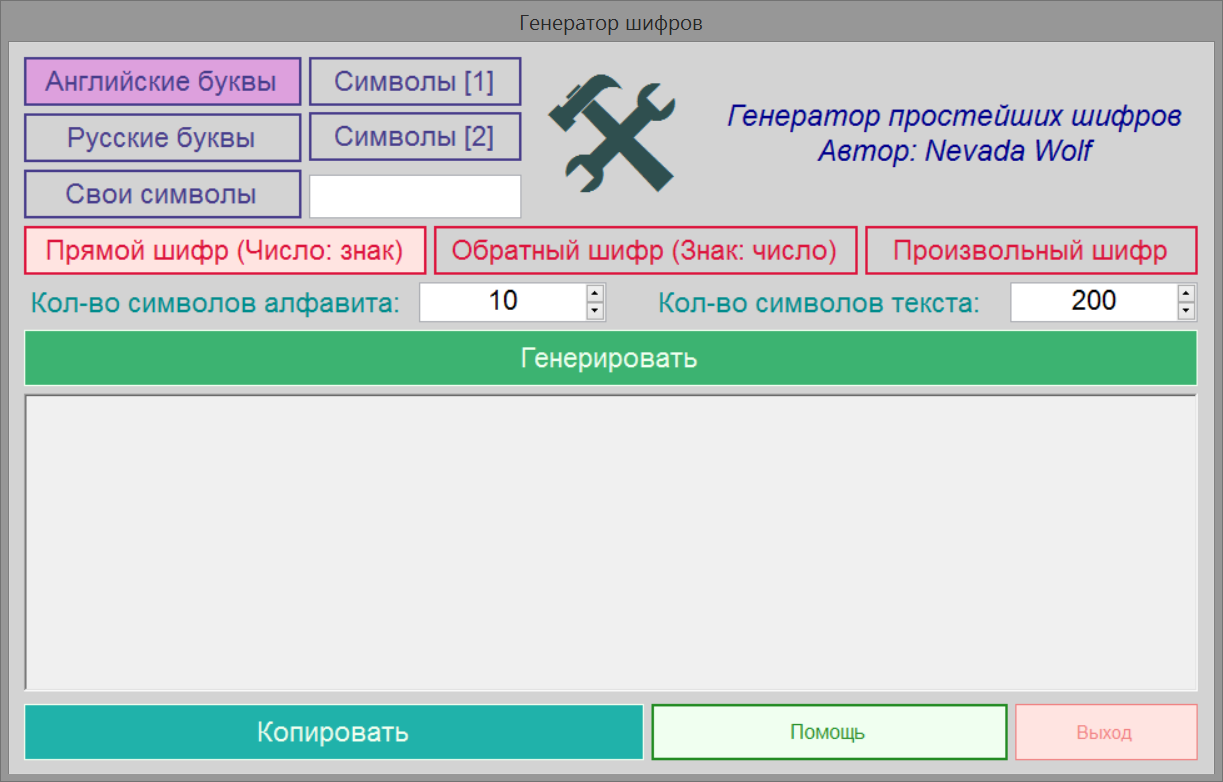 Генератор шифров
Английские буквы
Символы [1]
Русские буквы
Символы [2]
Свои символы
Генератор простейших шифров
Автор: Nevada Wolf
Прямой шифр (Число: знак)
Обратный шифр (Знак: число)
Произвольный шифр
Кол-во символов алфавита:
10
Кол-во символов текста:
200
Генерировать
Копировать
Помощь
Выход